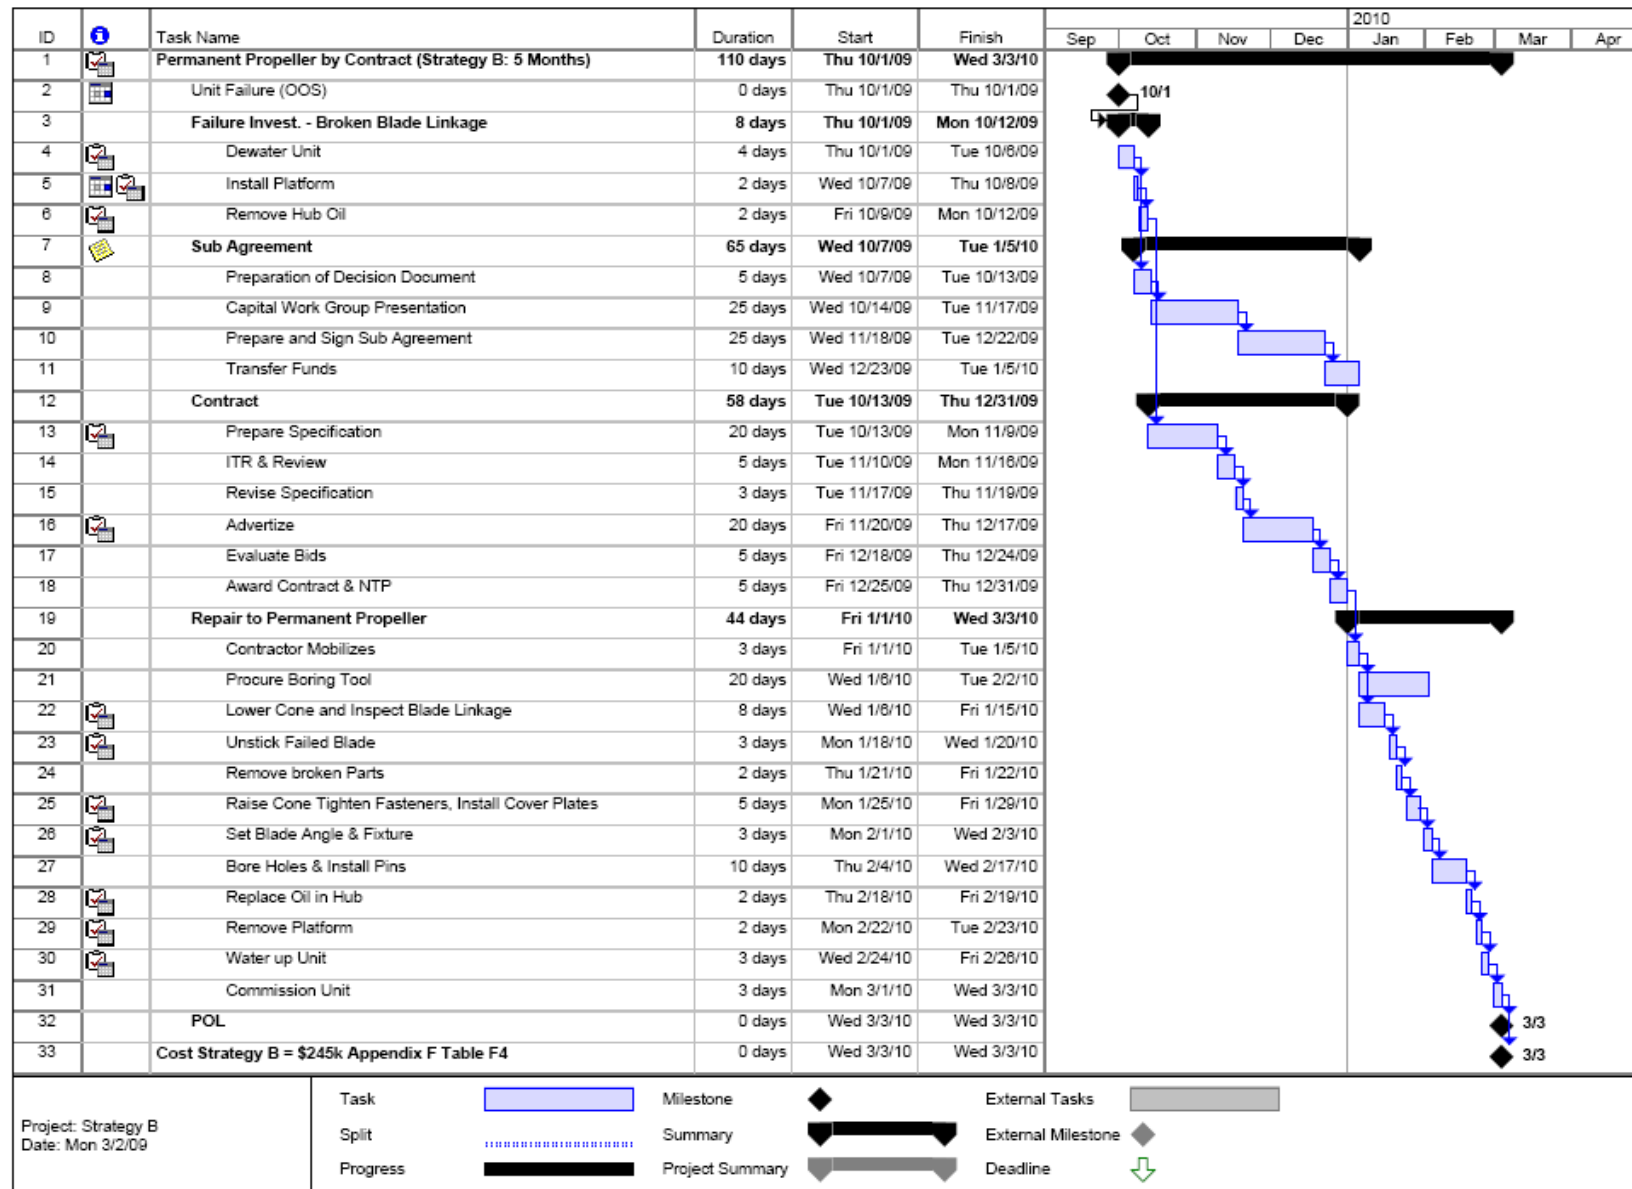 2010
ID Task Name Duration Start Finish Sep Oct Nov Dec Jan Feb Mar Apr
1 Permanent Propeller by Contract (Strategy B: 5 Months) 110 days Thu 10/1/09 Wed 3/3/10
2 Unit Failure (OOS) 0 days Thu 10/1/09 Thu 10/1/09 10/1
3 Failure Invest. - Broken Blade Linkage 8 days Thu 10/1/09 Mon 10/12/09
4 Dewater Unit 4 days Thu 10/1/09 Tue 10/6/09
5 Install Platform 2 days Wed 10/7/09 Thu 10/8/09
6 Remove Hub Oil 2 days Fri 10/9/09 Mon 10/12/09
7 Sub Agreement 65 days Wed 10/7/09 Tue 1/5/10
8 Preparation of Decision Document 5 days Wed 10/7/09 Tue 10/13/09
9 Capital Work Group Presentation 25 days Wed 10/14/09 Tue 11/17/09
10 Prepare and Sign Sub Agreement 25 days Wed 11/18/09 Tue 12/22/09
11 Transfer Funds 10 days Wed 12/23/09 Tue 1/5/10
12 Contract 58 days Tue 10/13/09 Thu 12/31/09
13 Prepare Specification 20 days Tue 10/13/09 Mon 11/9/09
14 ITR & Review 5 days Tue 11/10/09 Mon 11/16/09
15 Revise Specification 3 days Tue 11/17/09 Thu 11/19/09
16 Advertize 20 days Fri 11/20/09 Thu 12/17/09
17 Evaluate Bids 5 days Fri 12/18/09 Thu 12/24/09
18 Award Contract & NTP 5 days Fri 12/25/09 Thu 12/31/09
19 Repair to Permanent Propeller 44 days Fri 1/1/10 Wed 3/3/10
20 Contractor Mobilizes 3 days Fri 1/1/10 Tue 1/5/10
21 Procure Boring Tool 20 days Wed 1/6/10 Tue 2/2/10
22 Lower Cone and Inspect Blade Linkage 8 days Wed 1/6/10 Fri 1/15/10
23 Unstick Failed Blade 3 days Mon 1/18/10 Wed 1/20/10
24 Remove broken Parts 2 days Thu 1/21/10 Fri 1/22/10
25 Raise Cone Tighten Fasteners, Install Cover Plates 5 days Mon 1/25/10 Fri 1/29/10
26 Set Blade Angle & Fixture 3 days Mon 2/1/10 Wed 2/3/10
27 Bore Holes & Install Pins 10 days Thu 2/4/10 Wed 2/17/10
28 Replace Oil in Hub 2 days Thu 2/18/10 Fri 2/19/10
29 Remove Platform 2 days Mon 2/22/10 Tue 2/23/10
30 Water up Unit 3 days Wed 2/24/10 Fri 2/26/10
31 Commission Unit 3 days Mon 3/1/10 Wed 3/3/10
32 POL 0 days Wed 3/3/10 Wed 3/3/10 3/3
33 Cost Strategy B = $245k Appendix F Table F4 0 days Wed 3/3/10 Wed 3/3/10 3/3
Project: Strategy B
Date: Mon 3/2/09
Task Milestone External Tasks
Split Summary External Milestone
Progress Project Summary Deadline